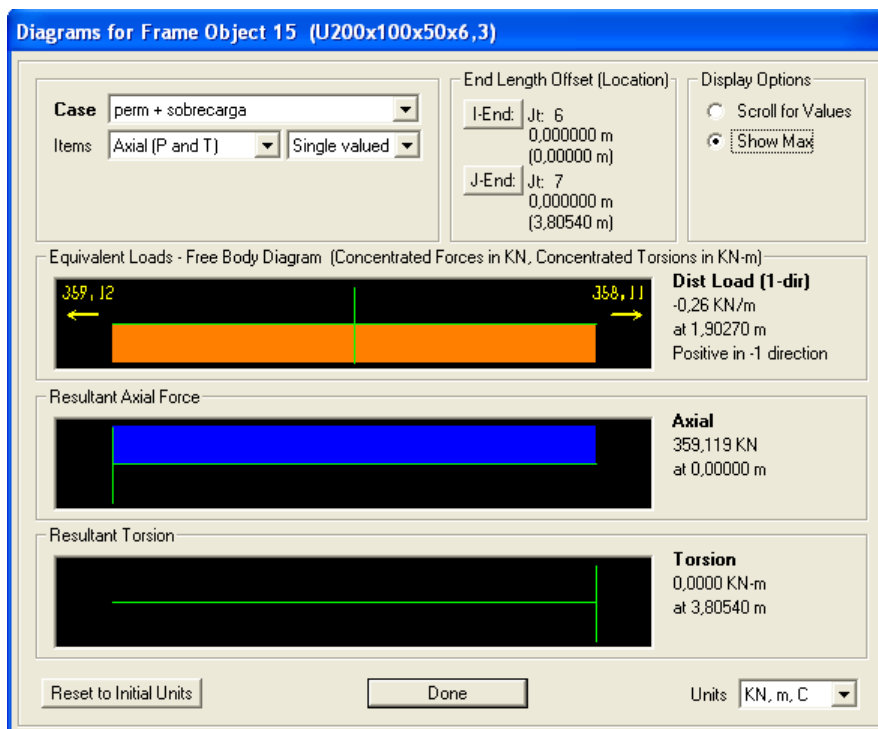 Diagrams for Frame Object 15 (U200x100x50x6,3)
Case perm + sobrecarga
Items Axial (P and T) Single valued
End Length Offset (Location)
I-End: Jt: 6
0,000000 m
(0,00000 m)
J-End: Jt: 7
0,000000 m
(3,80540 m)
Display Options
Scroll for Values
Show Max
Equivalent Loads - Free Body Diagram (Concentrated Forces in KN, Concentrated Torsions in KN-m)
359,12
358,11
Dist Load (1-dir)
-0,26 KN/m
at 1,90270 m
Positive in -1 direction
Resultant Axial Force
Axial
359,119 KN
at 0,00000 m
Resultant Torsion
Torsion
0,0000 KN-m
at 3,80540 m
Reset to Initial Units
Done
Units KN, m, C